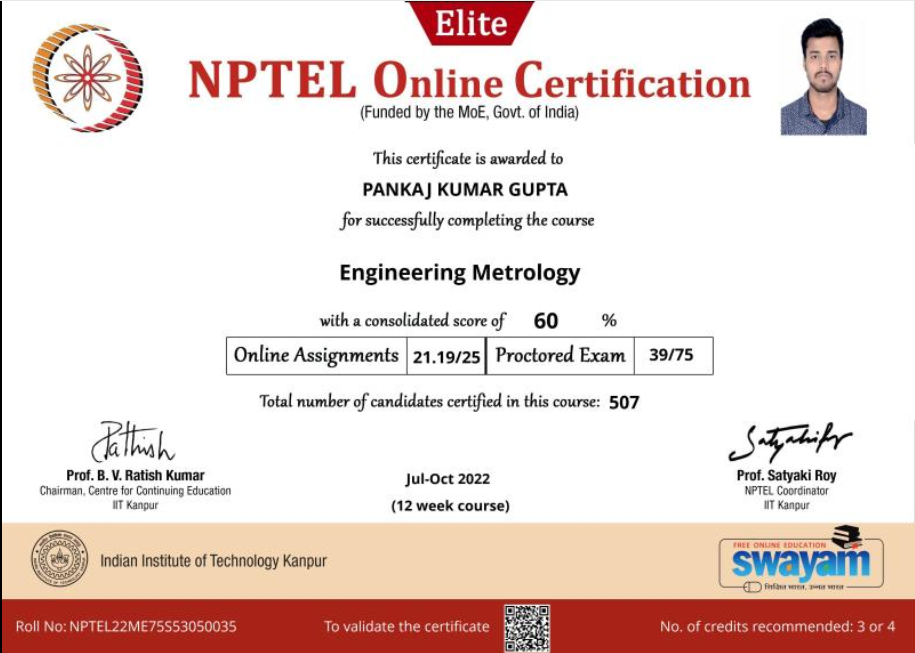 Elite
NPTEL Online Certification
(Funded by the MoE, Govt. of India)
This certificate is awarded to
PANKAJ KUMAR GUPTA
for successfully completing the course
Engineering Metrology
with a consolidated score of 60 %
Online Assignments 21.19/25 Proctored Exam 39/75
Total number of candidates certified in this course: 507
Prof. B. V. Ratish Kumar
Chairman, Centre for Continuing Education
IIT Kanpur
Jul-Oct 2022
(12 week course)
Prof. Satyaki Roy
NPTEL Coordinator
IIT Kanpur
Indian Institute of Technology Kanpur
FREE ONLINE EDUCATION
swayam
शिक्षित भारत, उन्नत भारत
Roll No: NPTEL22ME75S53050035
To validate the certificate
No. of credits recommended: 3 or 4